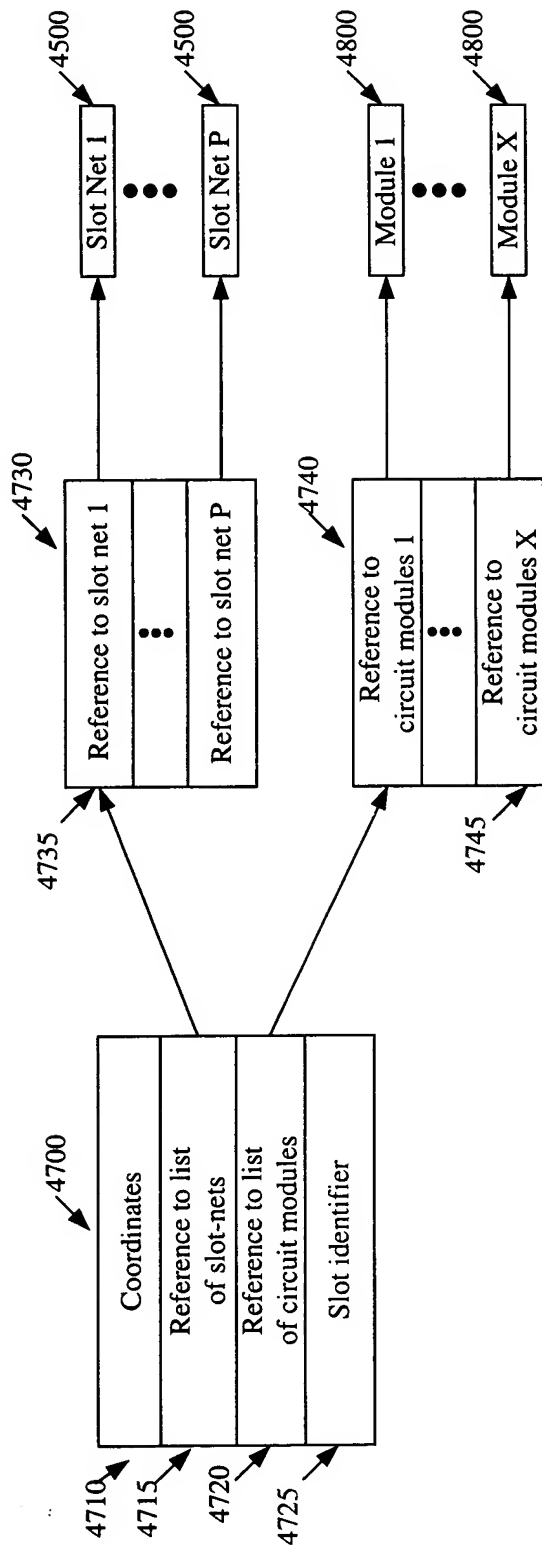 4700
4710
Coordinates
4715
Reference to list
of slot-nets
4720
Reference to list
of circuit modules
4725
Slot identifier
4730
4735
Reference to slot net 1
Reference to slot net P
4740
Reference to
circuit modules 1
4745
Reference to
circuit modules X
4500
Slot Net 1
4500
Slot Net P
4800
Module 1
4800
Module X